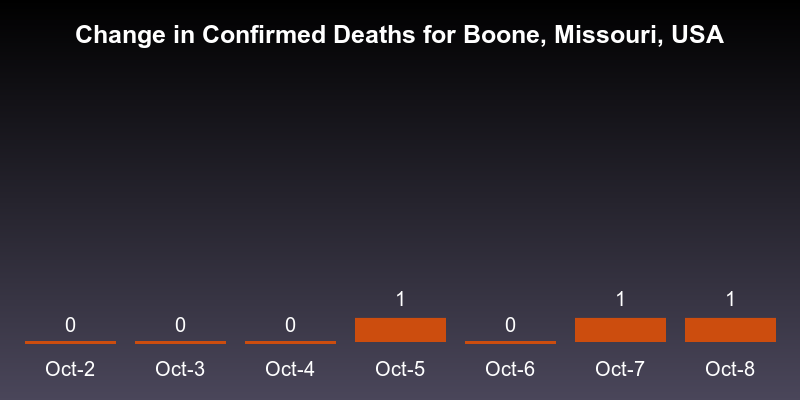 Change in Confirmed Deaths for Boone, Missouri, USA
0 0 0 1 0 1 1
Oct-2 Oct-3 Oct-4 Oct-5 Oct-6 Oct-7 Oct-8